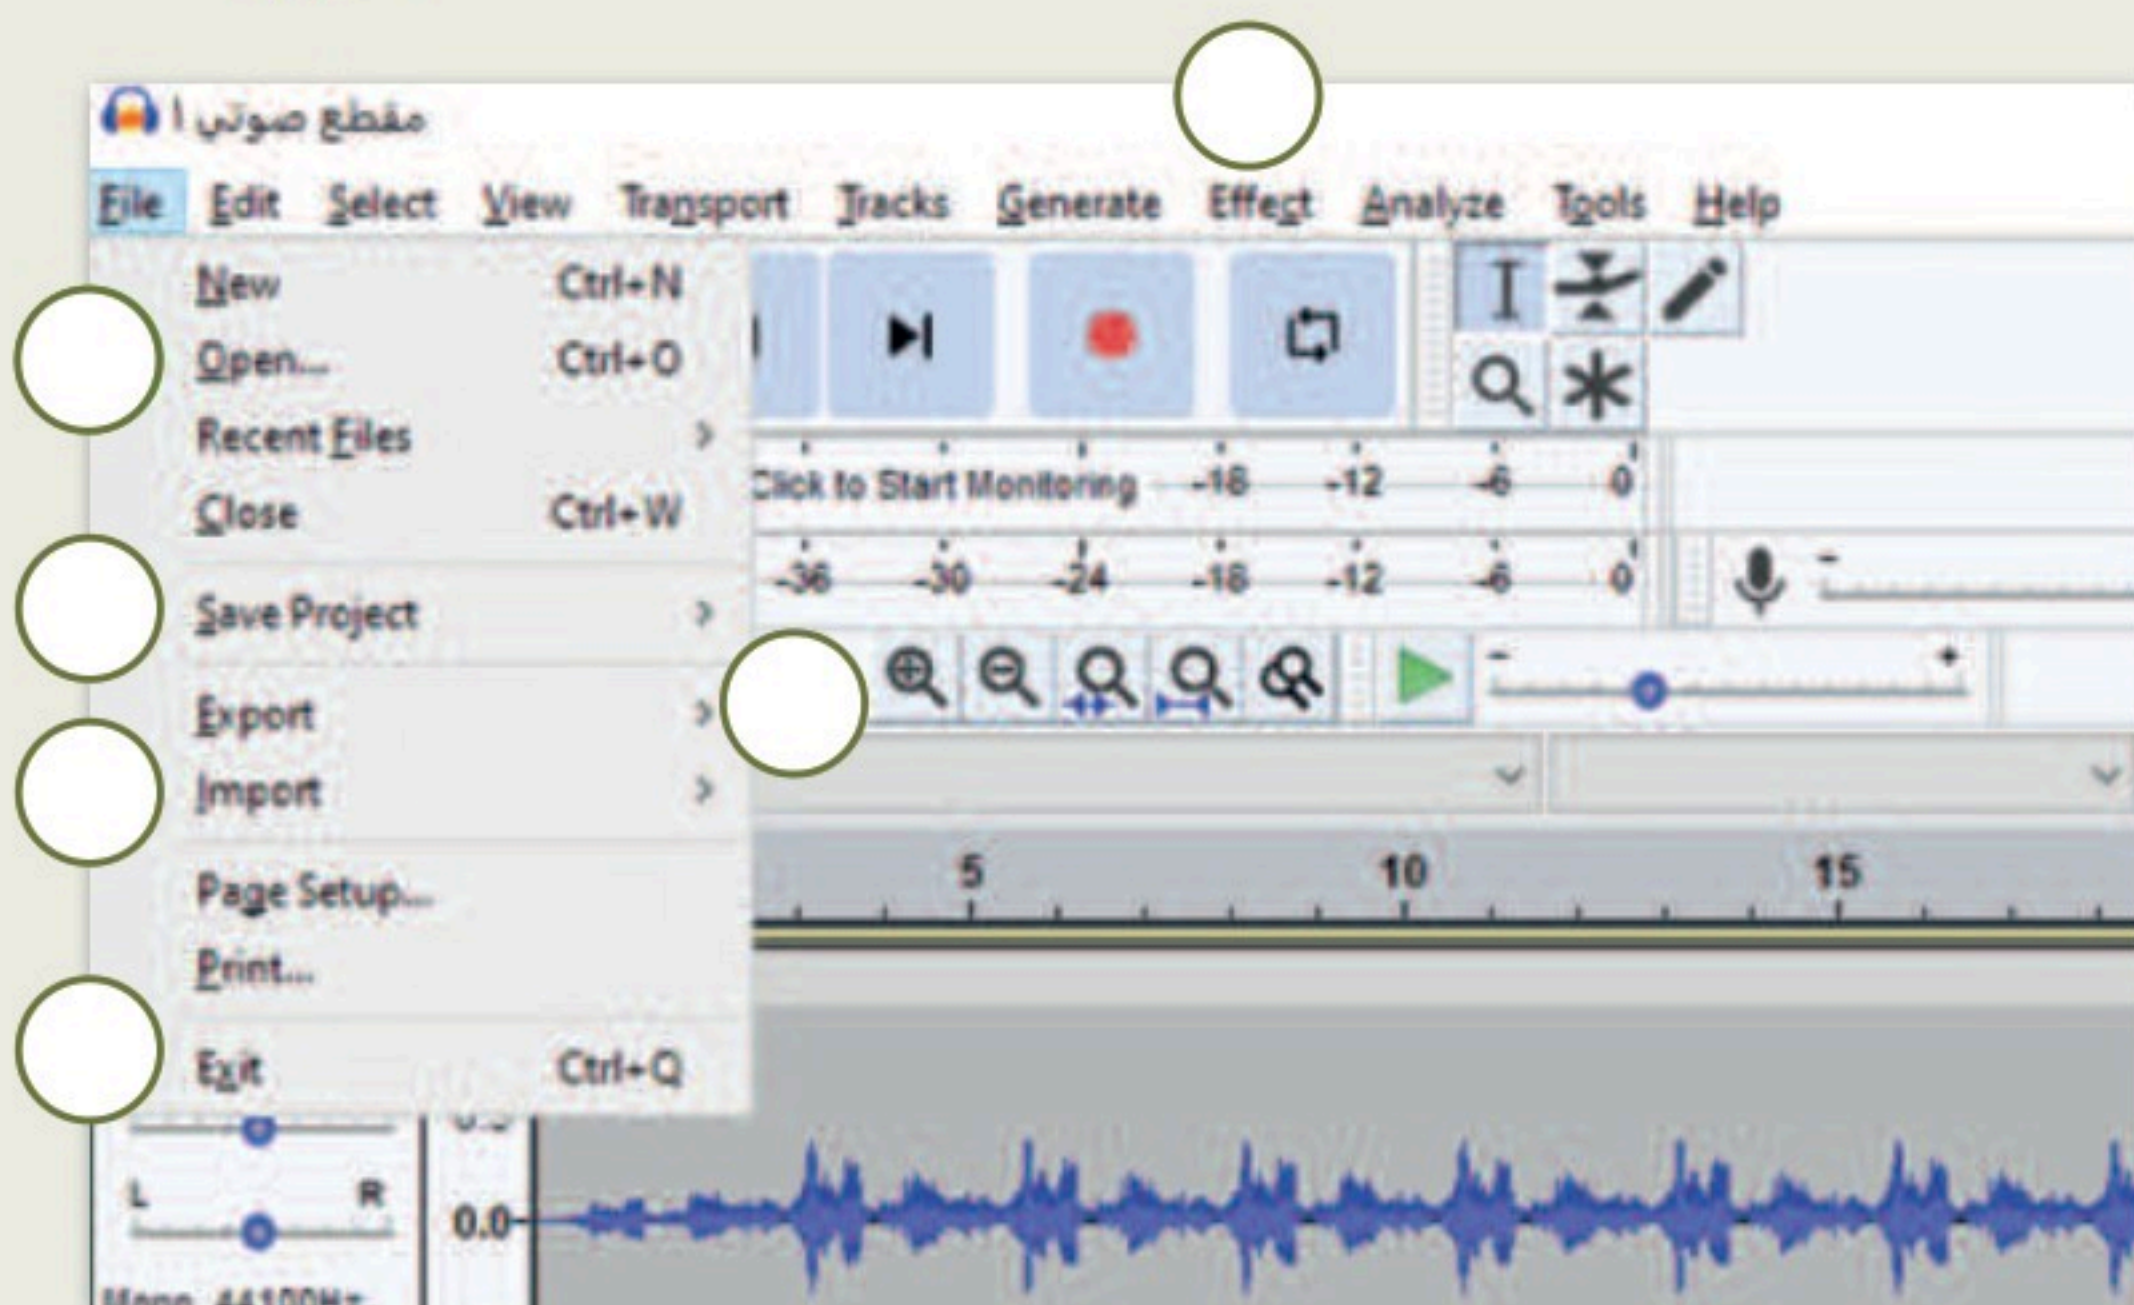 مقطع صوتي ١
File Edit Select View Transport Tracks Generate Effect Analyze Tools Help
New Ctrl+N
Open... Ctrl+O
Recent Files
Close Ctrl+W
Click to Start Monitoring -18 -12 -6 0
Save Project
-36 -30 -24 -18 -12 -6 0
Export
Import
5 10 15
Page Setup...
Print...
Exit Ctrl+Q
L R
0.0
Mono, 44100Hz